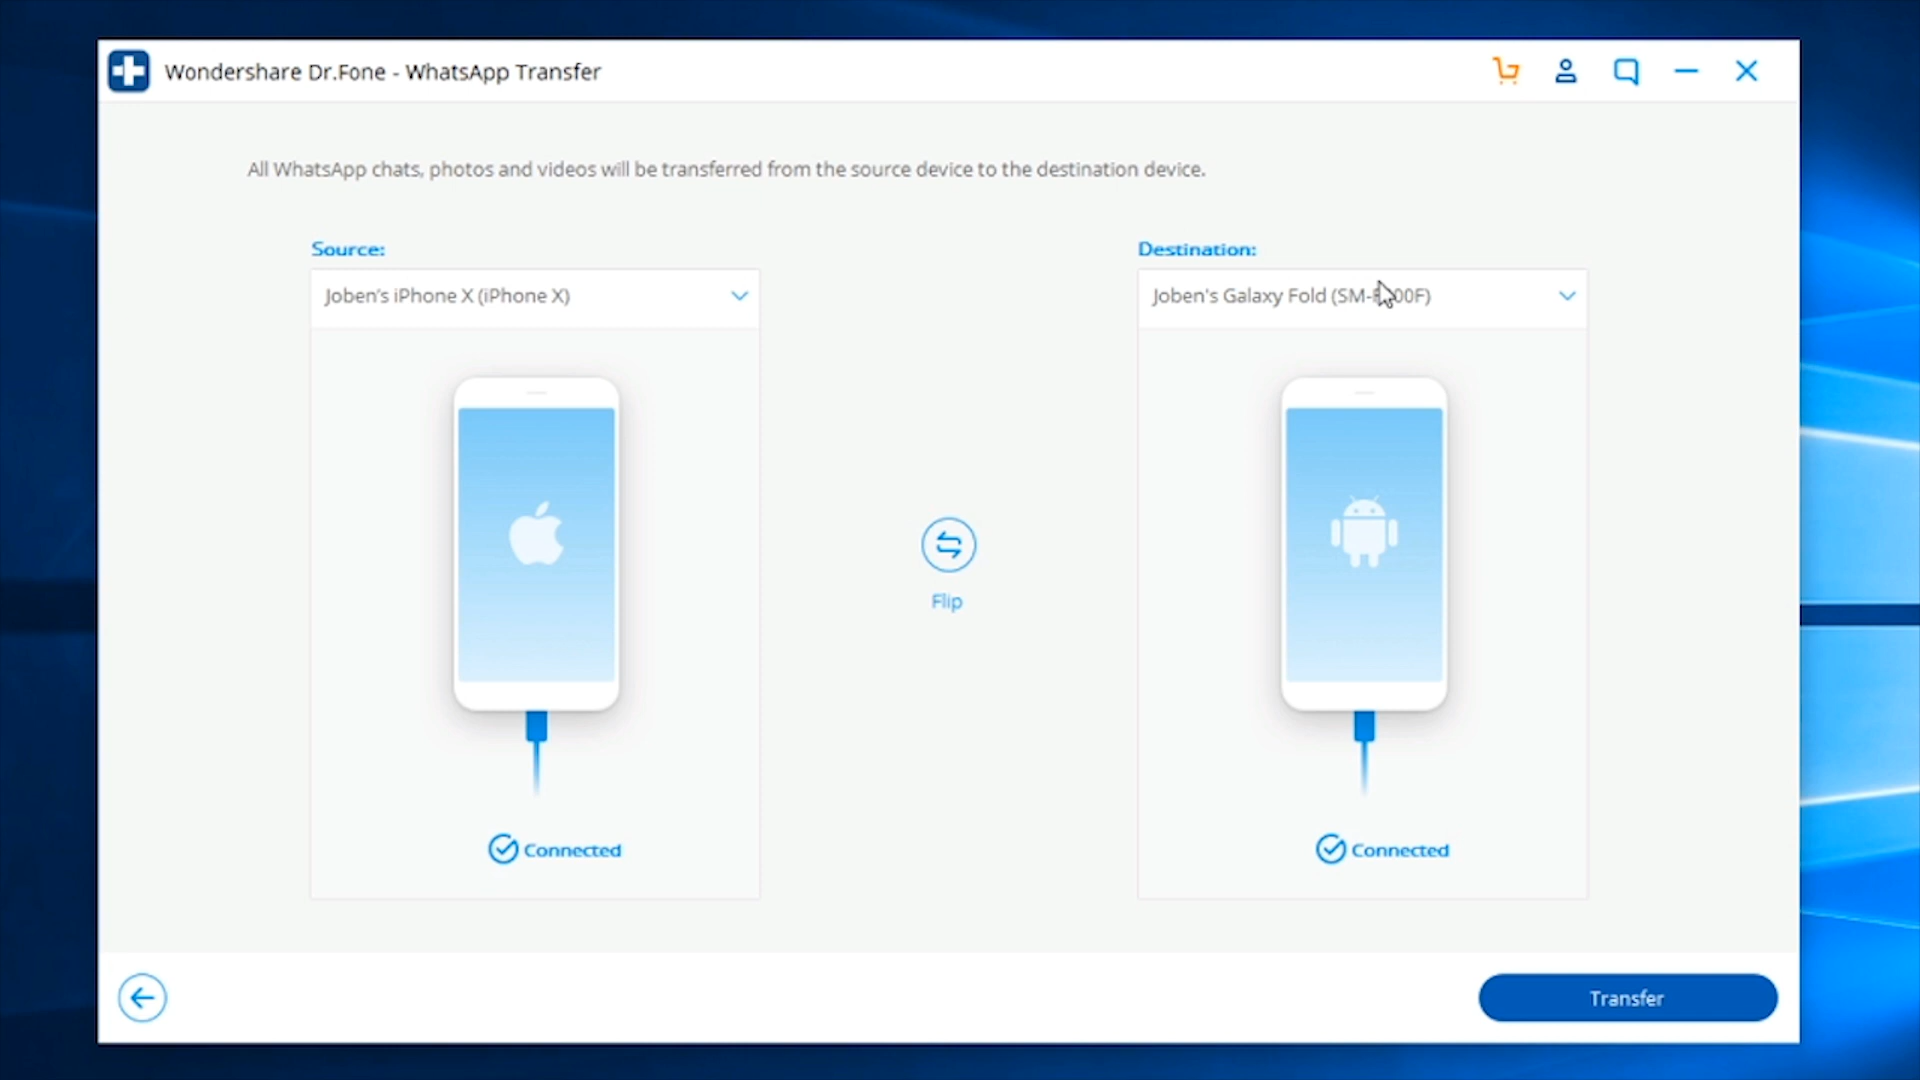 Wondershare Dr.Fone - WhatsApp Transfer
All WhatsApp chats, photos and videos will be transferred from the source device to the destination device.
Source:
Destination:
Joben's iPhone X (iPhone X)
Joben's Galaxy Fold
Flip
Connected
Connected
Transfer